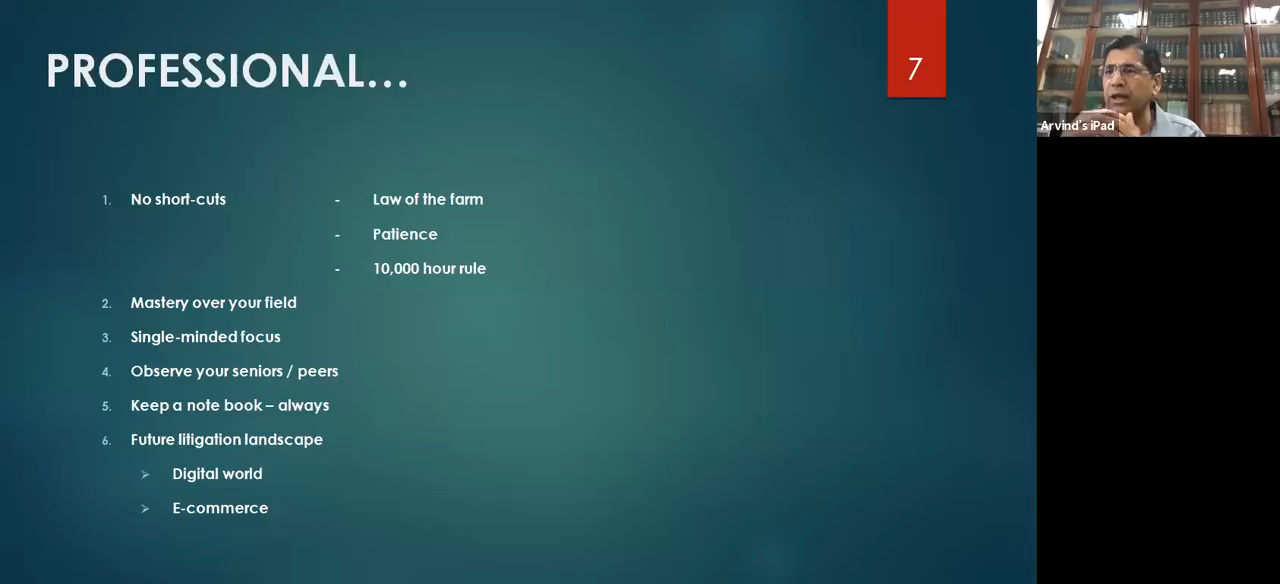 PROFESSIONAL...
7
Arvind's iPad
1. No short-cuts - Law of the farm
- Patience
- 10,000 hour rule
2. Mastery over your field
3. Single-minded focus
4. Observe your seniors / peers
5. Keep a note book – always
6. Future litigation landscape
➢ Digital world
➢ E-commerce